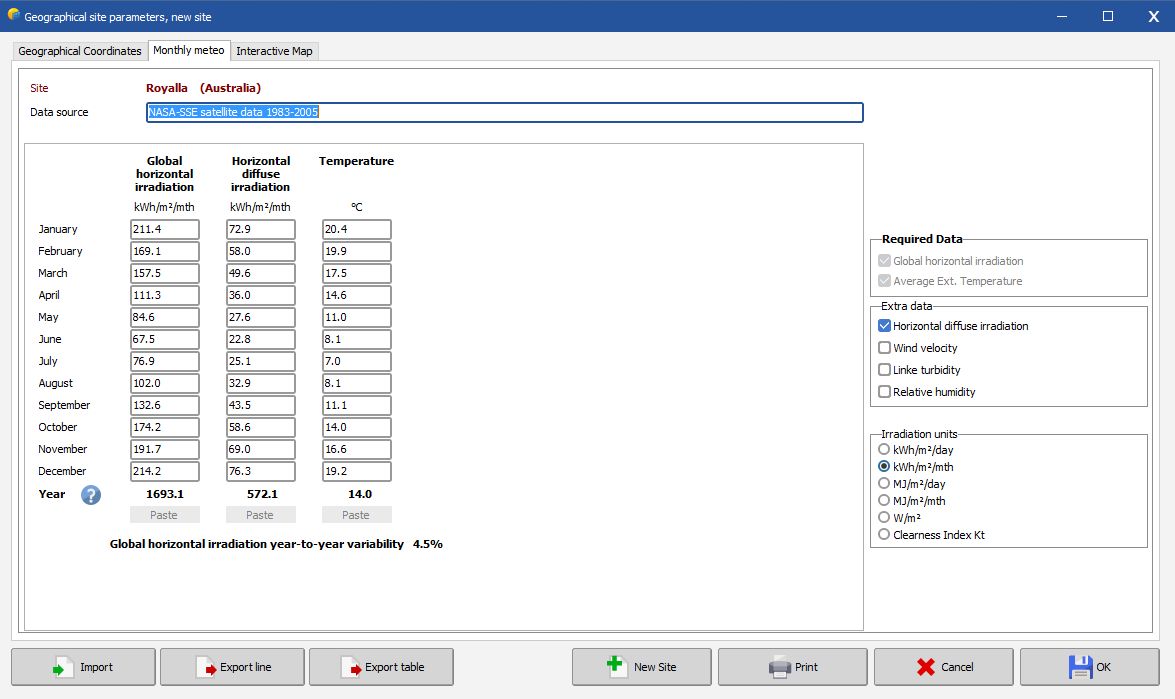 Geographical site parameters, new site
Geographical Coordinates Monthly meteo Interactive Map
Site Royalla (Australia)
Data source NASA-SSE satellite data 1983-2005
Global horizontal irradiation Horizontal diffuse irradiation Temperature
kWh/m²/mth kWh/m²/mth °C
January 211.4 72.9 20.4
February 169.1 58.0 19.9
March 157.5 49.6 17.5
April 111.3 36.0 14.6
May 84.6 27.6 11.0
June 67.5 22.8 8.1
July 76.9 25.1 7.0
August 102.0 32.9 8.1
September 132.6 43.5 11.1
October 174.2 58.6 14.0
November 191.7 69.0 16.6
December 214.2 76.3 19.2
Year ? 1693.1 572.1 14.0
Paste Paste Paste
Global horizontal irradiation year-to-year variability 4.5%
Required Data
Global horizontal irradiation
Average Ext. Temperature
Extra data
Horizontal diffuse irradiation
Wind velocity
Linke turbidity
Relative humidity
Irradiation units
kWh/m²/day
kWh/m²/mth
MJ/m²/day
MJ/m²/mth
W/m²
Clearness Index Kt
Import Export line Export table New Site Print Cancel OK